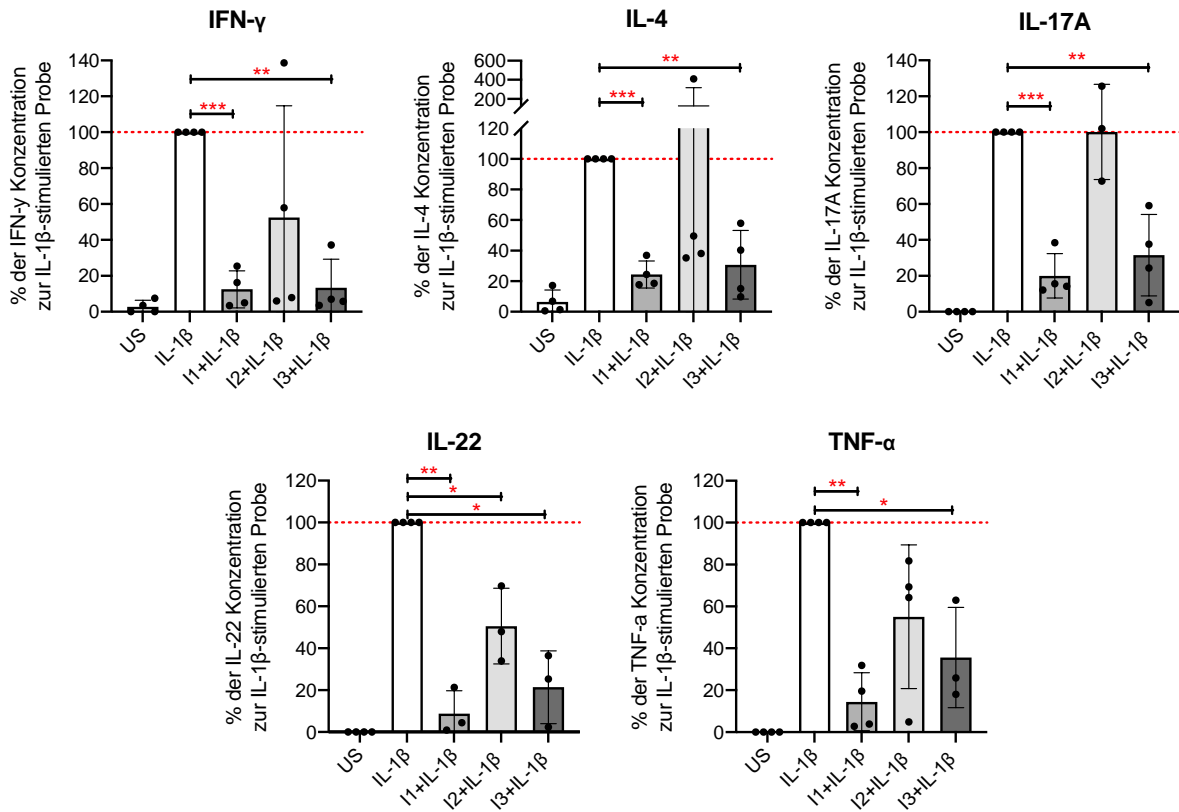 IFN-γ
% der IFN-y Konzentration
zur IL-1β-stimulierten Probe
140
120
100
80
60
40
20
0
**
***
US
IL-1β
I1+IL-1β
I2+IL-1β
I3+IL-1β
IL-4
% der IL-4 Konzentration
zur IL-1β-stimulierten Probe
600
400
200
120
100
80
60
40
20
0
**
***
US
IL-1β
I1+IL-1β
I2+IL-1β
I3+IL-1β
IL-17A
% der IL-17A Konzentration
zur IL-1β-stimulierten Probe
140
120
100
80
60
40
20
0
**
***
US
IL-1β
I1+IL-1β
I2+IL-1β
I3+IL-1β
IL-22
% der IL-22 Konzentration
zur IL-1β-stimulierten Probe
120
100
80
60
40
20
0
**
*
*
US
IL-1β
I1+IL-1β
I2+IL-1β
I3+IL-1β
TNF-α
% der TNF-a Konzentration
zur IL-1β-stimulierten Probe
120
100
80
60
40
20
0
**
*
US
IL-1β
I1+IL-1β
I2+IL-1β
I3+IL-1β